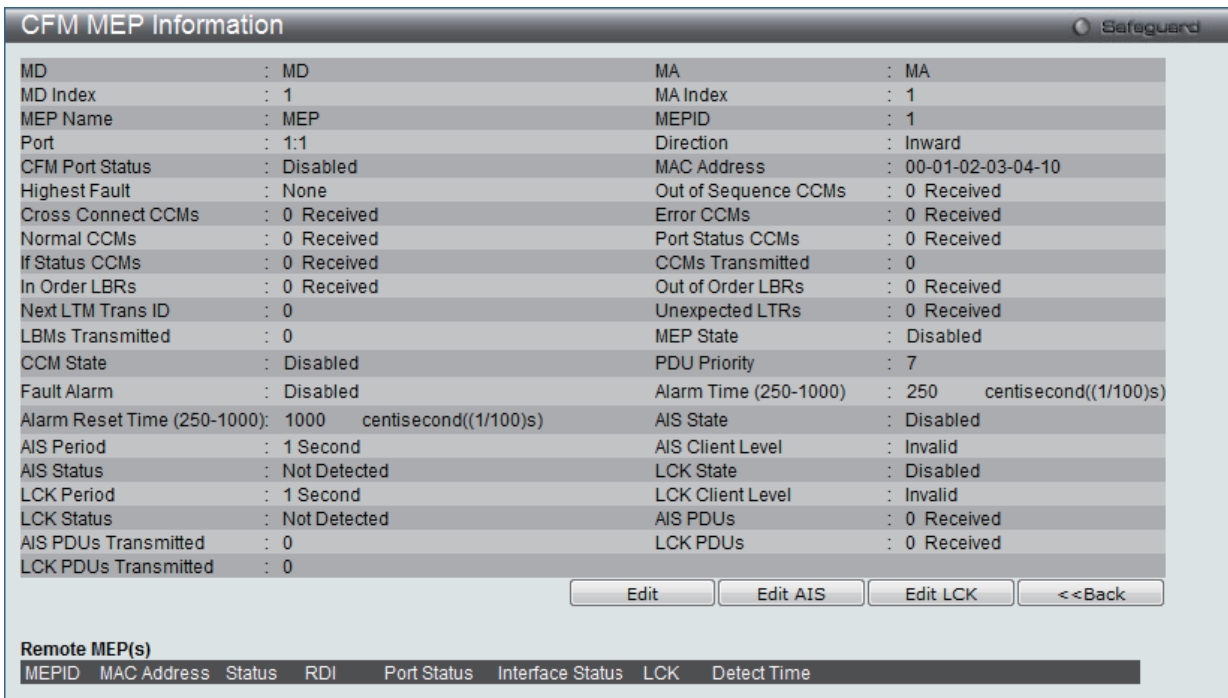 CFM MEP Information Safeguard
MD : MD MA : MA
MD Index : 1 MA Index : 1
MEP Name : MEP MEPID : 1
Port : 1:1 Direction : Inward
CFM Port Status : Disabled MAC Address : 00-01-02-03-04-10
Highest Fault : None Out of Sequence CCMs : 0 Received
Cross Connect CCMs : 0 Received Error CCMs : 0 Received
Normal CCMs : 0 Received Port Status CCMs : 0 Received
If Status CCMs : 0 Received CCMs Transmitted : 0
In Order LBRs : 0 Received Out of Order LBRs : 0 Received
Next LTM Trans ID : 0 Unexpected LTRs : 0 Received
LBMs Transmitted : 0 MEP State : Disabled
CCM State : Disabled PDU Priority : 7
Fault Alarm : Disabled Alarm Time (250-1000) : 250 centisecond((1/100)s)
Alarm Reset Time (250-1000): 1000 centisecond((1/100)s) AIS State : Disabled
AIS Period : 1 Second AIS Client Level : Invalid
AIS Status : Not Detected LCK State : Disabled
LCK Period : 1 Second LCK Client Level : Invalid
LCK Status : Not Detected AIS PDUs : 0 Received
AIS PDUs Transmitted : 0 LCK PDUs : 0 Received
LCK PDUs Transmitted : 0
Edit Edit AIS Edit LCK <<Back
Remote MEP(s)
MEPID MAC Address Status RDI Port Status Interface Status LCK Detect Time